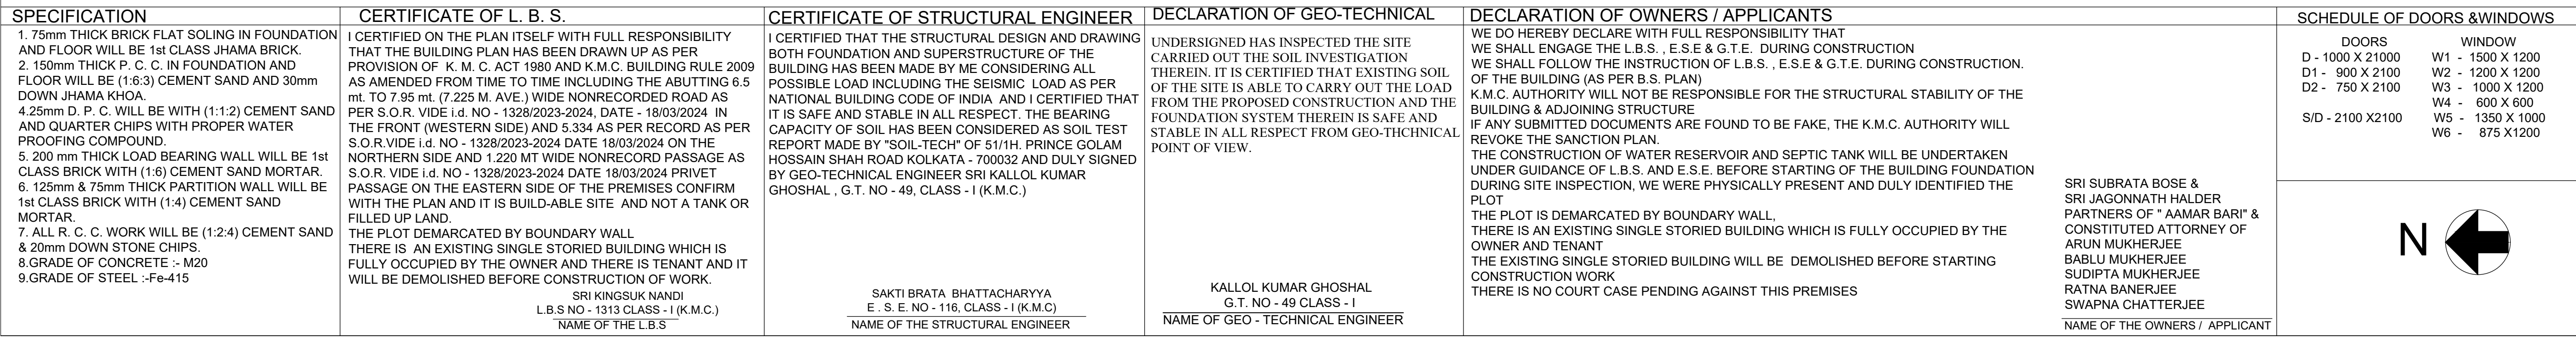 SPECIFICATION
1. 75mm THICK BRICK FLAT SOLING IN FOUNDATION
AND FLOOR WILL BE 1st CLASS JHAMA BRICK.
2. 150mm THICK P. C. C. IN FOUNDATION AND
FLOOR WILL BE (1:6:3) CEMENT SAND AND 30mm
DOWN JHAMA KHOA.
4.25mm D. P. C. WILL BE WITH (1:1:2) CEMENT SAND
AND QUARTER CHIPS WITH PROPER WATER
PROOFING COMPOUND.
5. 200 mm THICK LOAD BEARING WALL WILL BE 1st
CLASS BRICK WITH (1:6) CEMENT SAND MORTAR.
6. 125mm & 75mm THICK PARTITION WALL WILL BE
1st CLASS BRICK WITH (1:4) CEMENT SAND
MORTAR.
7. ALL R. C. C. WORK WILL BE (1:2:4) CEMENT SAND
& 20mm DOWN STONE CHIPS.
8.GRADE OF CONCRETE :- M20
9.GRADE OF STEEL :-Fe-415
CERTIFICATE OF L. B. S.
I CERTIFIED ON THE PLAN ITSELF WITH FULL RESPONSIBILITY
THAT THE BUILDING PLAN HAS BEEN DRAWN UP AS PER
PROVISION OF K. M. C. ACT 1980 AND K.M.C. BUILDING RULE 2009
AS AMENDED FROM TIME TO TIME INCLUDING THE ABUTTING 6.5
mt. TO 7.95 mt. (7.225 M. AVE.) WIDE NONRECORDED ROAD AS
PER S.O.R. VIDE i.d. NO - 1328/2023-2024, DATE - 18/03/2024 IN
THE FRONT (WESTERN SIDE) AND 5.334 AS PER RECORD AS PER
S.O.R.VIDE i.d. NO - 1328/2023-2024 DATE 18/03/2024 ON THE
NORTHERN SIDE AND 1.220 MT WIDE NONRECORD PASSAGE AS
S.O.R. VIDE i.d. NO - 1328/2023-2024 DATE 18/03/2024 PRIVET
PASSAGE ON THE EASTERN SIDE OF THE PREMISES CONFIRM
WITH THE PLAN AND IT IS BUILD-ABLE SITE AND NOT A TANK OR
FILLED UP LAND.
THE PLOT DEMARCATED BY BOUNDARY WALL
THERE IS AN EXISTING SINGLE STORIED BUILDING WHICH IS
FULLY OCCUPIED BY THE OWNER AND THERE IS TENANT AND IT
WILL BE DEMOLISHED BEFORE CONSTRUCTION OF WORK.
SRI KINGSUK NANDI
L.B.S NO - 1313 CLASS - I (K.M.C.)
NAME OF THE L.B.S
CERTIFICATE OF STRUCTURAL ENGINEER
I CERTIFIED THAT THE STRUCTURAL DESIGN AND DRAWING
BOTH FOUNDATION AND SUPERSTRUCTURE OF THE
BUILDING HAS BEEN MADE BY ME CONSIDERING ALL
POSSIBLE LOAD INCLUDING THE SEISMIC LOAD AS PER
NATIONAL BUILDING CODE OF INDIA AND I CERTIFIED THAT
IT IS SAFE AND STABLE IN ALL RESPECT. THE BEARING
CAPACITY OF SOIL HAS BEEN CONSIDERED AS SOIL TEST
REPORT MADE BY "SOIL-TECH" OF 51/1H. PRINCE GOLAM
HOSSAIN SHAH ROAD KOLKATA - 700032 AND DULY SIGNED
BY GEO-TECHNICAL ENGINEER SRI KALLOL KUMAR
GHOSHAL , G.T. NO - 49, CLASS - I (K.M.C.)
SAKTI BRATA BHATTACHARYYA
E . S. E. NO - 116, CLASS - I (K.M.C)
NAME OF THE STRUCTURAL ENGINEER
DECLARATION OF GEO-TECHNICAL
UNDERSIGNED HAS INSPECTED THE SITE
CARRIED OUT THE SOIL INVESTIGATION
THEREIN. IT IS CERTIFIED THAT EXISTING SOIL
OF THE SITE IS ABLE TO CARRY OUT THE LOAD
FROM THE PROPOSED CONSTRUCTION AND THE
FOUNDATION SYSTEM THEREIN IS SAFE AND
STABLE IN ALL RESPECT FROM GEO-THCHNICAL
POINT OF VIEW.
KALLOL KUMAR GHOSHAL
G.T. NO - 49 CLASS - I
NAME OF GEO - TECHNICAL ENGINEER
DECLARATION OF OWNERS / APPLICANTS
WE DO HEREBY DECLARE WITH FULL RESPONSIBILITY THAT
WE SHALL ENGAGE THE L.B.S. , E.S.E & G.T.E. DURING CONSTRUCTION
WE SHALL FOLLOW THE INSTRUCTION OF L.B.S. , E.S.E & G.T.E. DURING CONSTRUCTION.
OF THE BUILDING (AS PER B.S. PLAN)
K.M.C. AUTHORITY WILL NOT BE RESPONSIBLE FOR THE STRUCTURAL STABILITY OF THE
BUILDING & ADJOINING STRUCTURE
IF ANY SUBMITTED DOCUMENTS ARE FOUND TO BE FAKE, THE K.M.C. AUTHORITY WILL
REVOKE THE SANCTION PLAN.
THE CONSTRUCTION OF WATER RESERVOIR AND SEPTIC TANK WILL BE UNDERTAKEN
UNDER GUIDANCE OF L.B.S. AND E.S.E. BEFORE STARTING OF THE BUILDING FOUNDATION
DURING SITE INSPECTION, WE WERE PHYSICALLY PRESENT AND DULY IDENTIFIED THE
PLOT
THE PLOT IS DEMARCATED BY BOUNDARY WALL,
THERE IS AN EXISTING SINGLE STORIED BUILDING WHICH IS FULLY OCCUPIED BY THE
OWNER AND TENANT
THE EXISTING SINGLE STORIED BUILDING WILL BE DEMOLISHED BEFORE STARTING
CONSTRUCTION WORK
THERE IS NO COURT CASE PENDING AGAINST THIS PREMISES
SRI SUBRATA BOSE &
SRI JAGONNATH HALDER
PARTNERS OF " AAMAR BARI" &
CONSTITUTED ATTORNEY OF
ARUN MUKHERJEE
BABLU MUKHERJEE
SUDIPTA MUKHERJEE
RATNA BANERJEE
SWAPNA CHATTERJEE
NAME OF THE OWNERS / APPLICANT
SCHEDULE OF DOORS &WINDOWS
DOORS WINDOW
D - 1000 X 21000 W1 - 1500 X 1200
D1 - 900 X 2100 W2 - 1200 X 1200
D2 - 750 X 2100 W3 - 1000 X 1200
W4 - 600 X 600
S/D - 2100 X2100 W5 - 1350 X 1000
W6 - 875 X1200
N